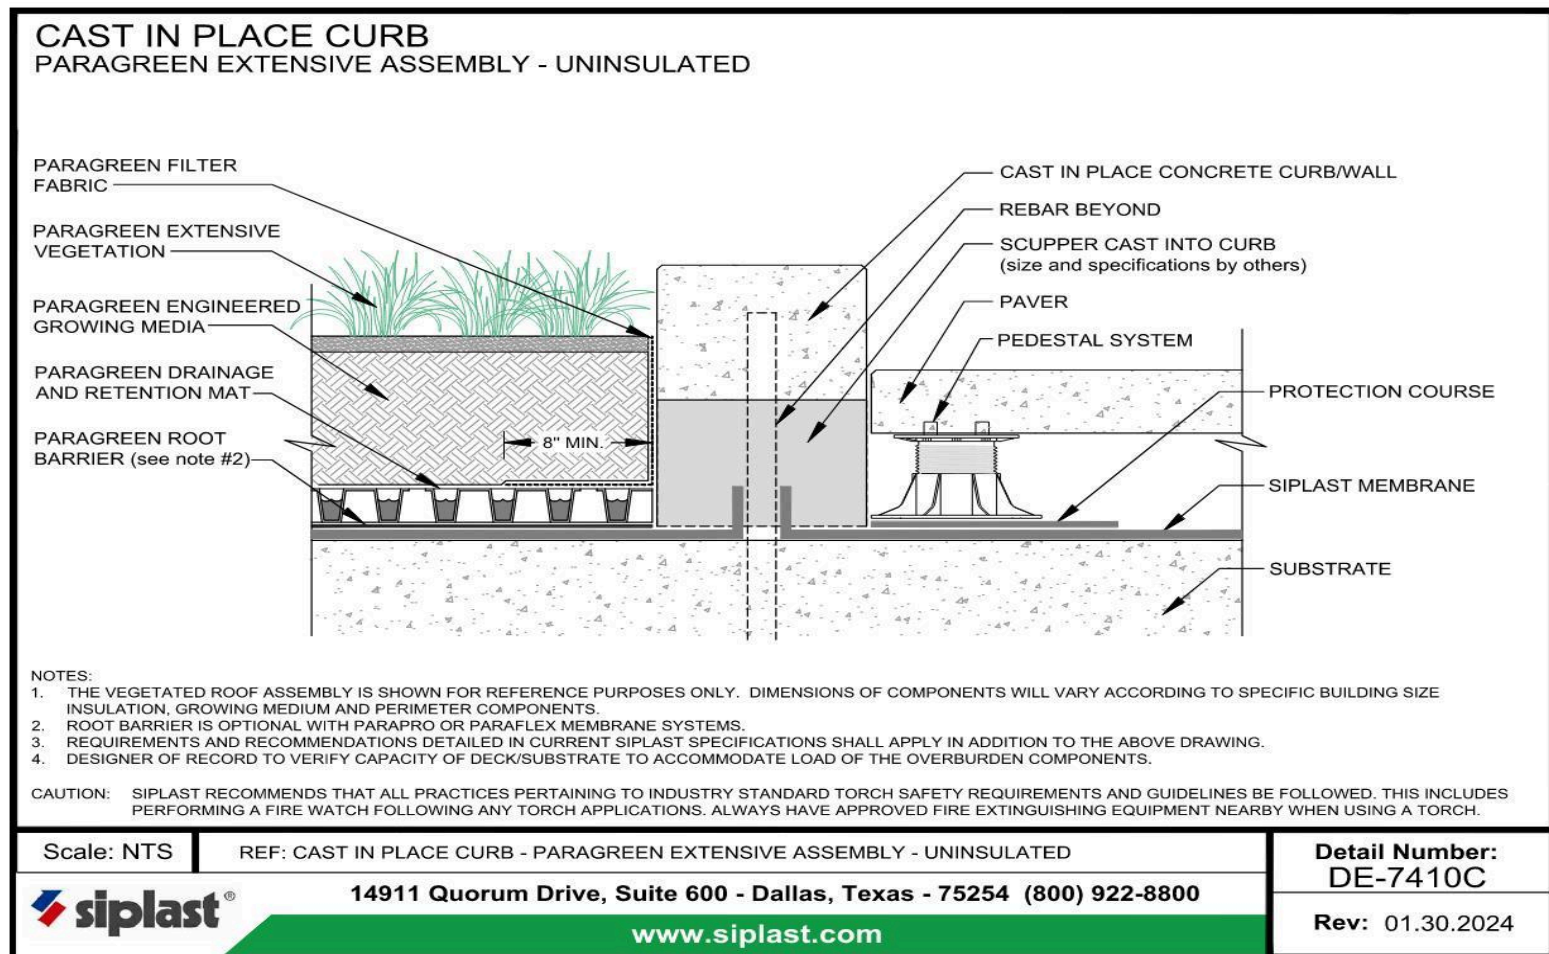 CAST IN PLACE CURB
PARAGREEN EXTENSIVE ASSEMBLY - UNINSULATED
PARAGREEN FILTER
FABRIC
PARAGREEN EXTENSIVE
VEGETATION
PARAGREEN ENGINEERED
GROWING MEDIA
PARAGREEN DRAINAGE
AND RETENTION MAT
PARAGREEN ROOT
BARRIER (see note #2)
8" MIN.
CAST IN PLACE CONCRETE CURB/WALL
REBAR BEYOND
SCUPPER CAST INTO CURB
(size and specifications by others)
PAVER
PEDESTAL SYSTEM
PROTECTION COURSE
SIPLAST MEMBRANE
SUBSTRATE
NOTES:
1. THE VEGETATED ROOF ASSEMBLY IS SHOWN FOR REFERENCE PURPOSES ONLY. DIMENSIONS OF COMPONENTS WILL VARY ACCORDING TO SPECIFIC BUILDING SIZE
INSULATION, GROWING MEDIUM AND PERIMETER COMPONENTS.
2. ROOT BARRIER IS OPTIONAL WITH PARAPRO OR PARAFLEX MEMBRANE SYSTEMS.
3. REQUIREMENTS AND RECOMMENDATIONS DETAILED IN CURRENT SIPLAST SPECIFICATIONS SHALL APPLY IN ADDITION TO THE ABOVE DRAWING.
4. DESIGNER OF RECORD TO VERIFY CAPACITY OF DECK/SUBSTRATE TO ACCOMMODATE LOAD OF THE OVERBURDEN COMPONENTS.
CAUTION: SIPLAST RECOMMENDS THAT ALL PRACTICES PERTAINING TO INDUSTRY STANDARD TORCH SAFETY REQUIREMENTS AND GUIDELINES BE FOLLOWED. THIS INCLUDES
PERFORMING A FIRE WATCH FOLLOWING ANY TORCH APPLICATIONS. ALWAYS HAVE APPROVED FIRE EXTINGUISHING EQUIPMENT NEARBY WHEN USING A TORCH.
Scale: NTS
REF: CAST IN PLACE CURB - PARAGREEN EXTENSIVE ASSEMBLY - UNINSULATED
siplast®
14911 Quorum Drive, Suite 600 - Dallas, Texas - 75254 (800) 922-8800
www.siplast.com
Detail Number:
DE-7410C
Rev: 01.30.2024